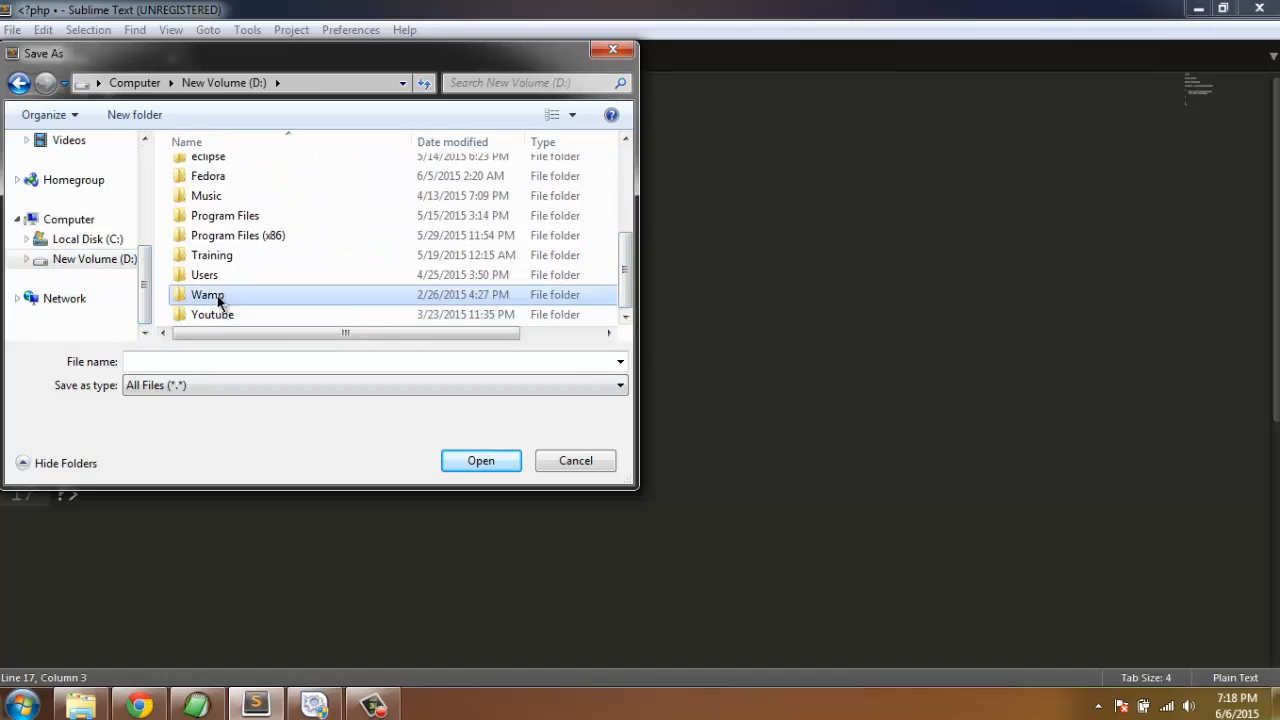 <?php • - Sublime Text (UNREGISTERED)
File Edit Selection Find View Goto Tools Project Preferences Help
Save As
Computer New Volume (D:) Search New Volume (D:)
Organize New folder
Name Date modified Type
Videos
eclipse 5/14/2015 6:23 PM File folder
Fedora 6/5/2015 2:20 AM File folder
Homegroup
Music 4/13/2015 7:09 PM File folder
Program Files 5/15/2015 3:14 PM File folder
Computer
Program Files (x86) 5/29/2015 11:54 PM File folder
Local Disk (C:)
Training 5/19/2015 12:15 AM File folder
New Volume (D:)
Users 4/25/2015 3:50 PM File folder
Wamp 2/26/2015 4:27 PM File folder
Network
Youtube 3/23/2015 11:35 PM File folder
File name:
Save as type: All Files (*.*)
Hide Folders Open Cancel
17 ?>
Line 17, Column 3 Tab Size: 4 Plain Text
7:18 PM
6/6/2015